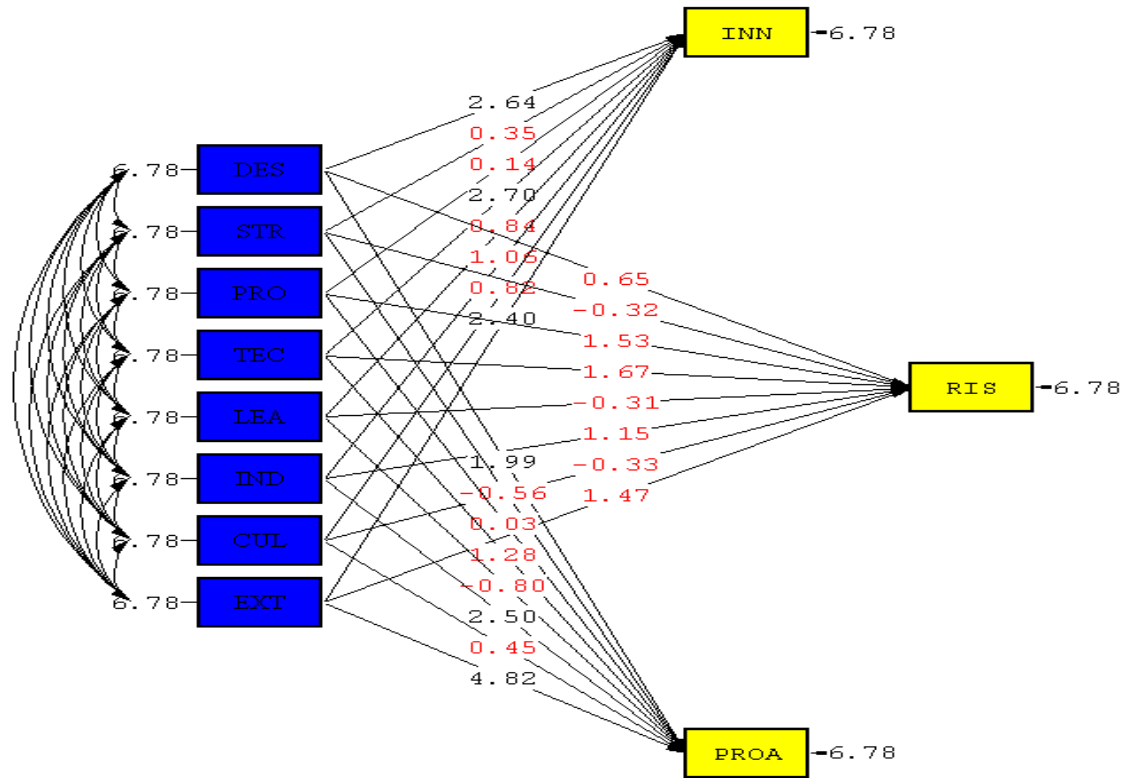 INN 6.78
2.64
0.35
0.14
6.78 DES
2.70
0.84
6.78 STR
1.06
0.65
6.78 PRO
0.82
-0.32
2.40
1.53
6.78 TEC
1.67
RIS 6.78
-0.31
6.78 LEA
1.15
1.99
-0.33
6.78 IND
-0.56
1.47
0.03
6.78 CUL
1.28
-0.80
6.78 EXT
2.50
0.45
4.82
PROA 6.78